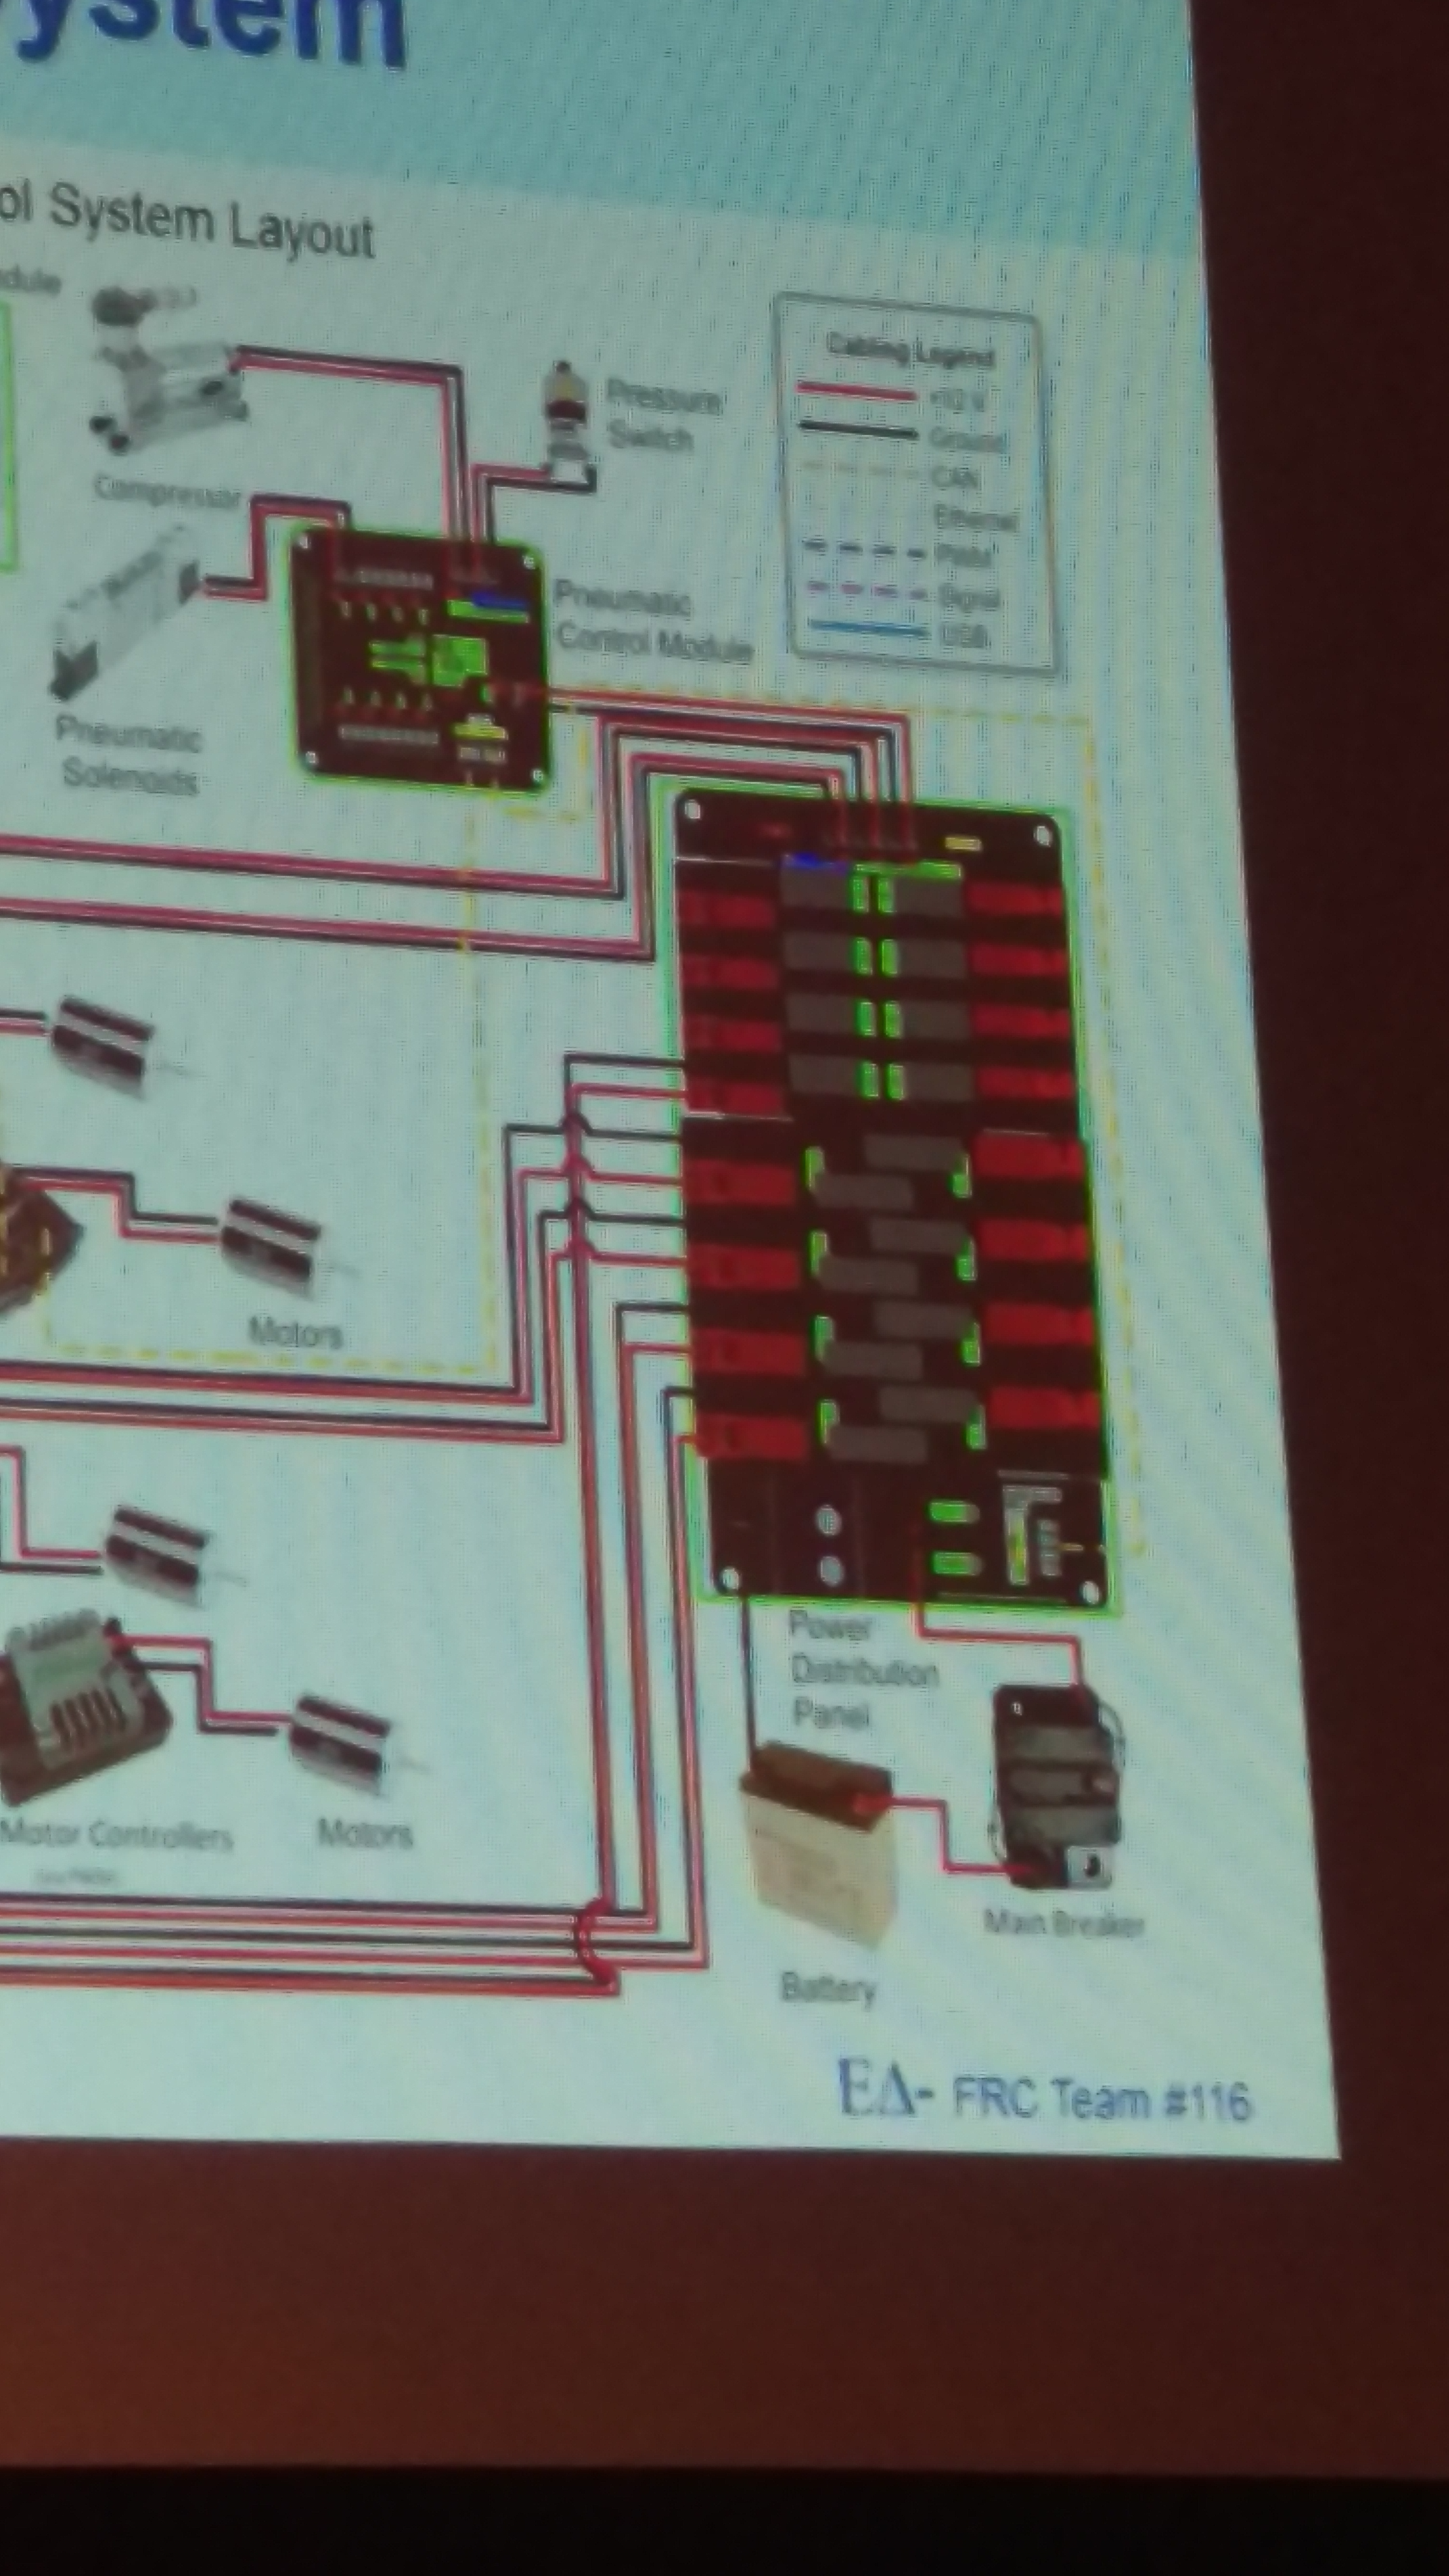 ystem
ol System Layout
dule
Cabling Legend
Pressure
Switch
+12 V
Ground
CAN
Ethernet
PWM
Signal
USB
Compressor
Pneumatic
Control Module
Pneumatic
Solenoids
Motors
Power
Distribution
Panel
Motor Controllers
Motors
Main Breaker
Battery
ΕΔ- FRC Team #116